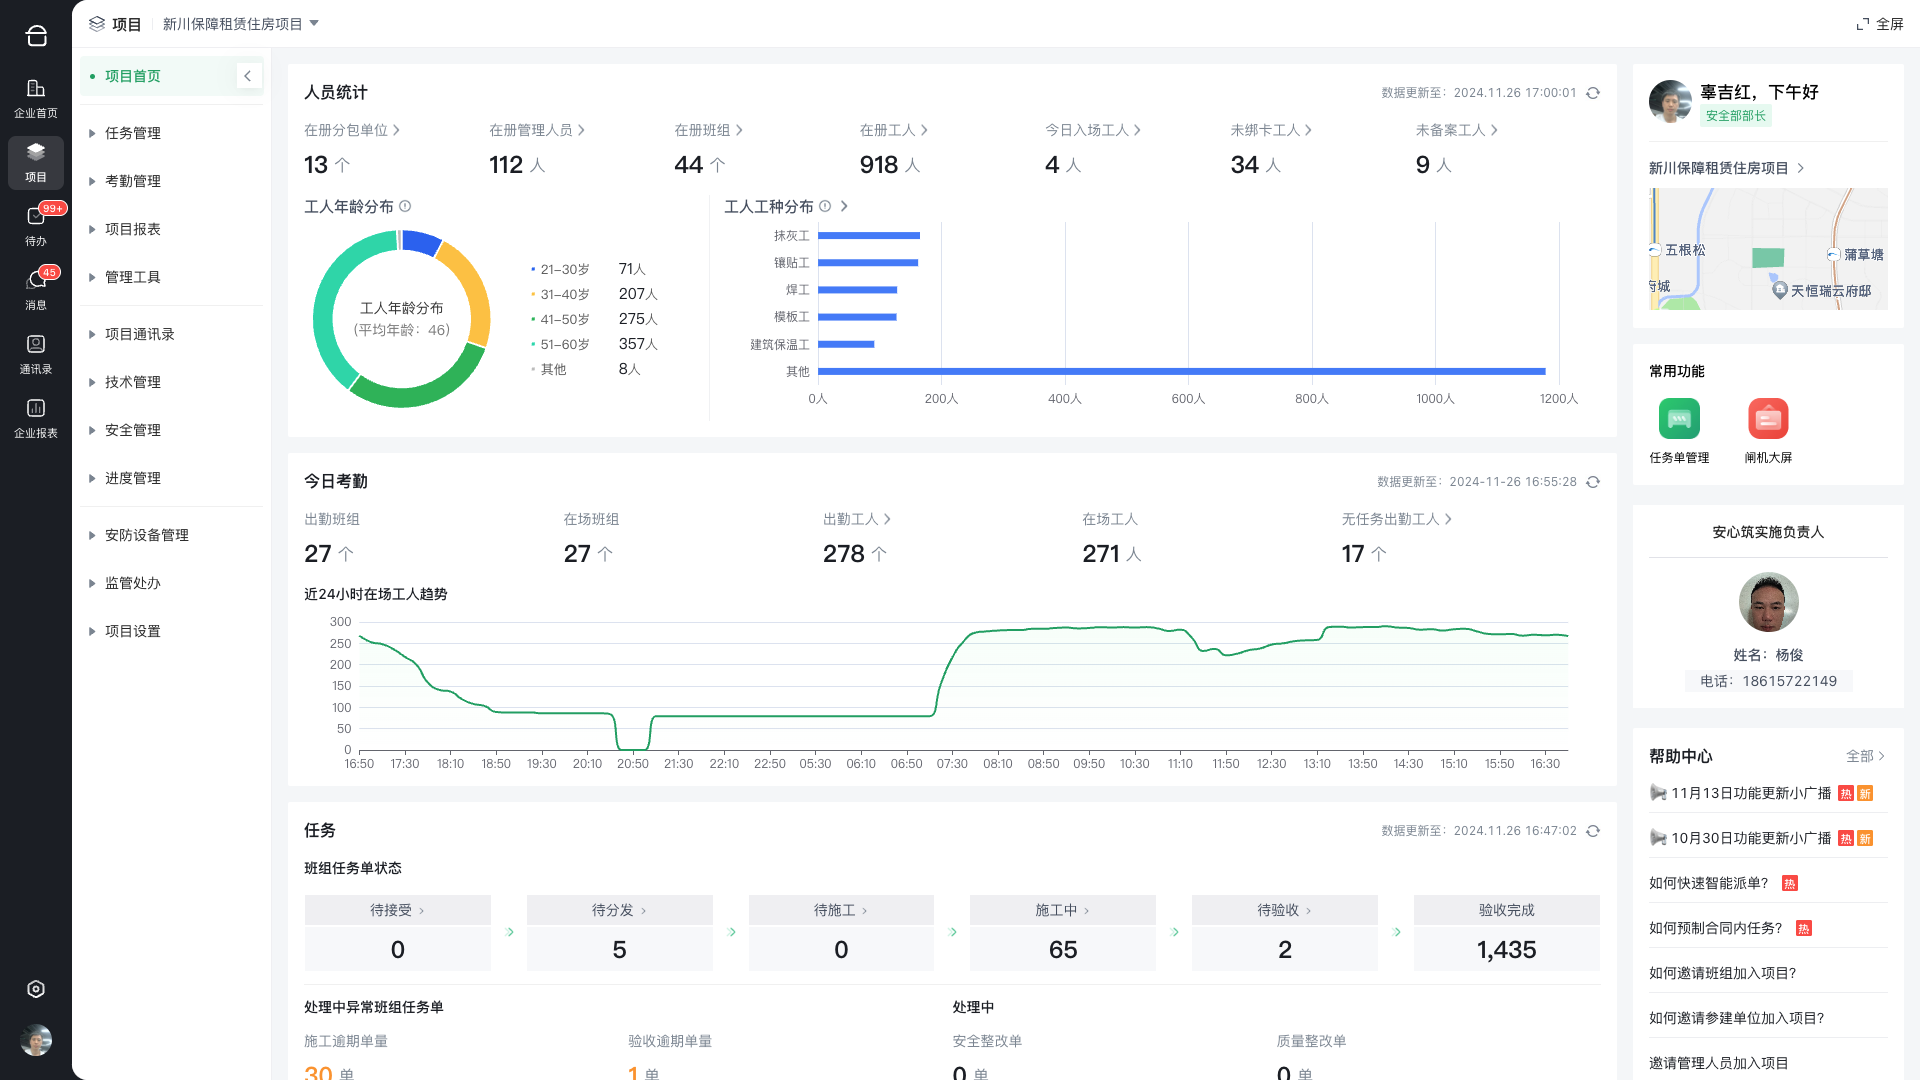 项目
新川保障租赁住房项目
全屏
企业首页
项目
99+
待办
45
消息
通讯录
企业报表
项目首页
任务管理
考勤管理
项目报表
管理工具
项目通讯录
技术管理
安全管理
进度管理
安防设备管理
监管处办
项目设置
人员统计
数据更新至：2024.11.26 17:00:01
在册分包单位
在册管理人员
在册班组
在册工人
今日入场工人
未绑卡工人
未备案工人
13 个
112 人
44 个
918 人
4 人
34 人
9 人
工人年龄分布
工人年龄分布
(平均年龄：46)
21-30岁 71人
31-40岁 207人
41-50岁 275人
51-60岁 357人
其他 8人
工人工种分布
抹灰工
镶贴工
焊工
模板工
建筑保温工
其他
0人 200人 400人 600人 800人 1000人 1200人
今日考勤
数据更新至：2024-11-26 16:55:28
出勤班组
在场班组
出勤工人
在场工人
无任务出勤工人
27 个
27 个
278 个
271 人
17 个
近24小时在场工人趋势
300
250
200
150
100
50
0
16:50 17:30 18:10 18:50 19:30 20:10 20:50 21:30 22:10 22:50 05:30 06:10 06:50 07:30 08:10 08:50 09:50 10:30 11:10 11:50 12:30 13:10 13:50 14:30 15:10 15:50 16:30
任务
数据更新至：2024.11.26 16:47:02
班组任务单状态
待接受
待分发
待施工
施工中
待验收
验收完成
0
5
0
65
2
1,435
处理中异常班组任务单
处理中
施工逾期单量
验收逾期单量
安全整改单
质量整改单
30 单
1 单
0 单
0 单
辜吉红，下午好
安全部部长
新川保障租赁住房项目
五根松
蒲草塘
府城
天恒瑞云府邸
常用功能
任务单管理
闸机大屏
安心筑实施负责人
姓名：杨俊
电话：18615722149
帮助中心
全部
11月13日功能更新小广播 热 新
10月30日功能更新小广播 热 新
如何快速智能派单？ 热
如何预制合同内任务？ 热
如何邀请班组加入项目？
如何邀请参建单位加入项目？
邀请管理人员加入项目